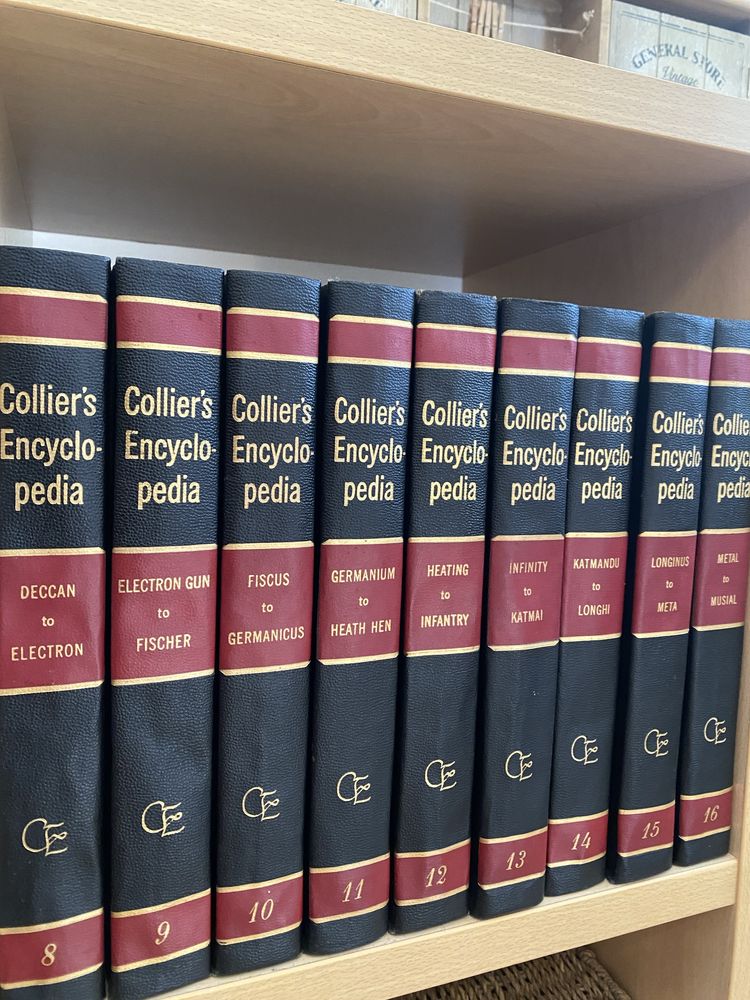 GENERAL STORE
Vintage
Collier's
Encyclo-
pedia
DECCAN
to
ELECTRON
CE
8
Collier's
Encyclo-
pedia
ELECTRON GUN
to
FISCHER
CE
9
Collier's
Encyclo-
pedia
FISCUS
to
GERMANICUS
CE
10
Collier's
Encyclo-
pedia
GERMANIUM
to
HEATH HEN
CE
11
Collier's
Encyclo-
pedia
HEATING
to
INFANTRY
CE
12
Collier's
Encyclo-
pedia
INFINITY
to
KATMAI
CE
13
Collier's
Encyclo-
pedia
KATMANDU
to
LONGHI
CE
14
Collier's
Encyclo-
pedia
LONGINUS
to
META
CE
15
Collie
Encyc
pedia
METAL
to
MUSIAL
CE
16